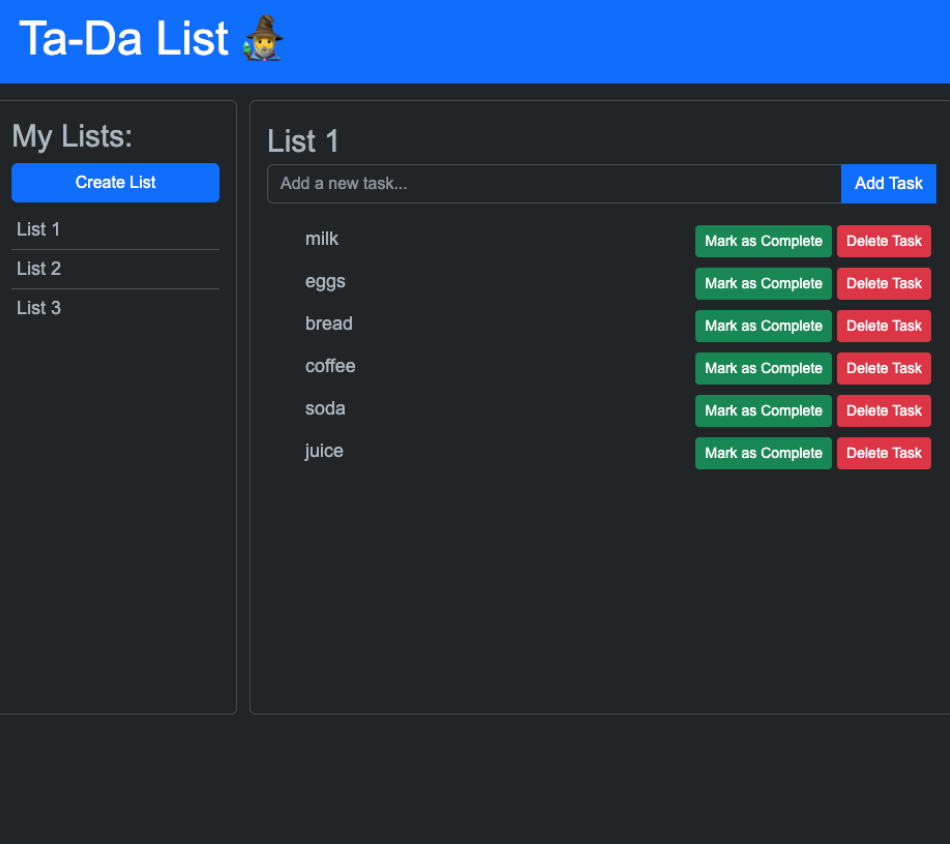 Ta-Da List 🧙‍♂️
My Lists:
Create List
List 1
List 2
List 3
List 1
Add a new task...
Add Task
milk
Mark as Complete
Delete Task
eggs
Mark as Complete
Delete Task
bread
Mark as Complete
Delete Task
coffee
Mark as Complete
Delete Task
soda
Mark as Complete
Delete Task
juice
Mark as Complete
Delete Task